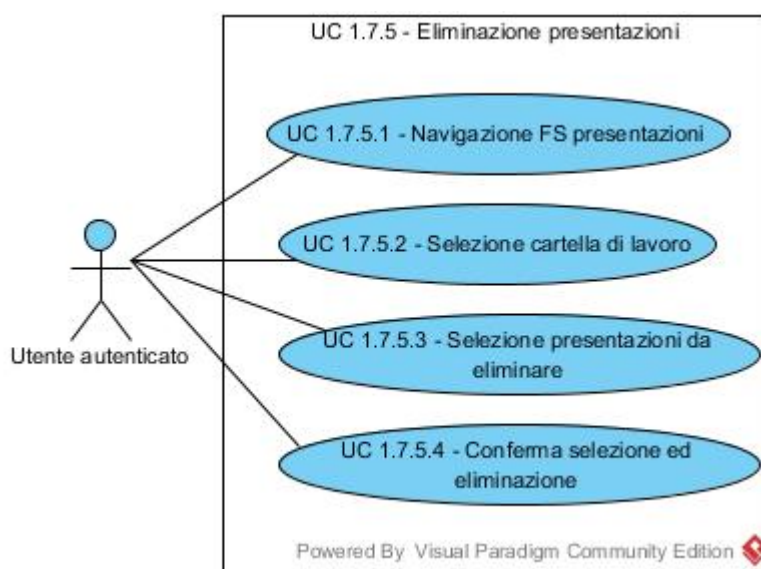 UC 1.7.5 - Eliminazione presentazioni
UC 1.7.5.1 - Navigazione FS presentazioni
UC 1.7.5.2 - Selezione cartella di lavoro
UC 1.7.5.3 - Selezione presentazioni da
eliminare
Utente autenticato
UC 1.7.5.4 - Conferma selezione ed
eliminazione
Powered By Visual Paradigm Community Edition